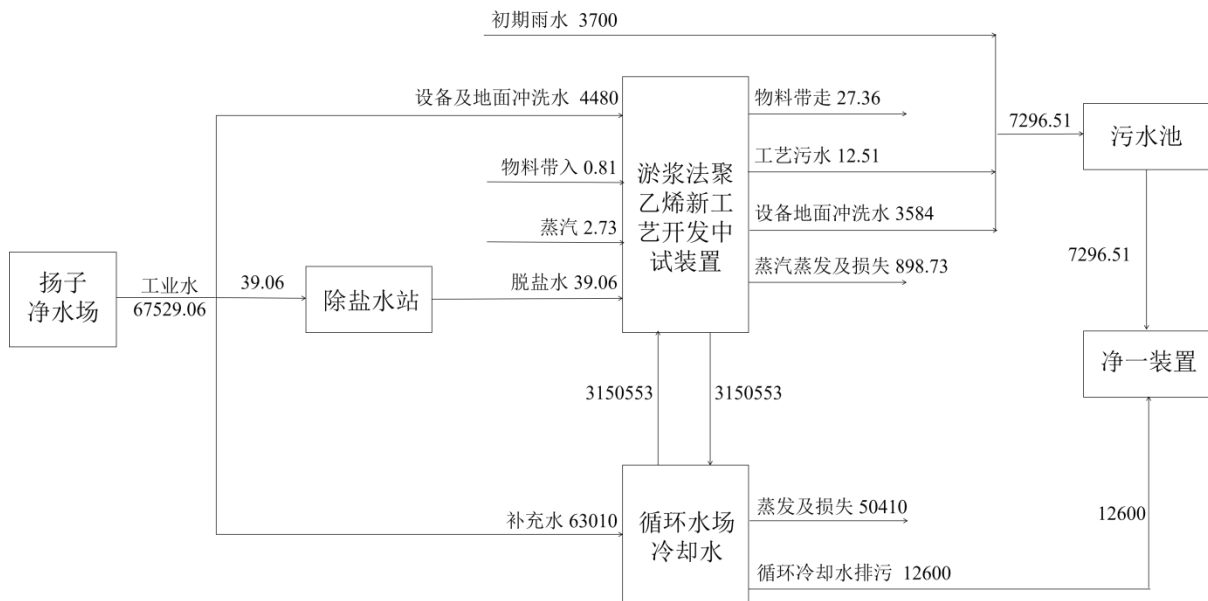 初期雨水 3700
设备及地面冲洗水 4480
物料带走 27.36
7296.51
污水池
物料带入 0.81
工艺污水 12.51
淤浆法聚
乙烯新工
艺开发中
试装置
设备地面冲洗水 3584
蒸汽 2.73
蒸汽蒸发及损失 898.73
7296.51
扬子
净水场
工业水
67529.06
39.06
除盐水站
脱盐水 39.06
净一装置
3150553
3150553
补充水 63010
循环水场
冷却水
蒸发及损失 50410
12600
循环冷却水排污 12600